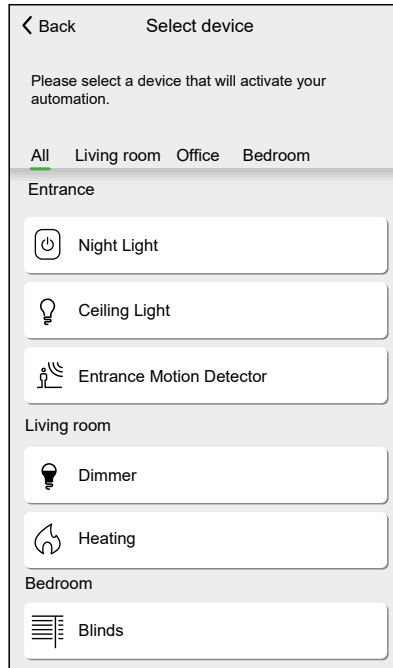 Back Select device
Please select a device that will activate your
automation.
All Living room Office Bedroom
Entrance
Night Light
Ceiling Light
Entrance Motion Detector
Living room
Dimmer
Heating
Bedroom
Blinds